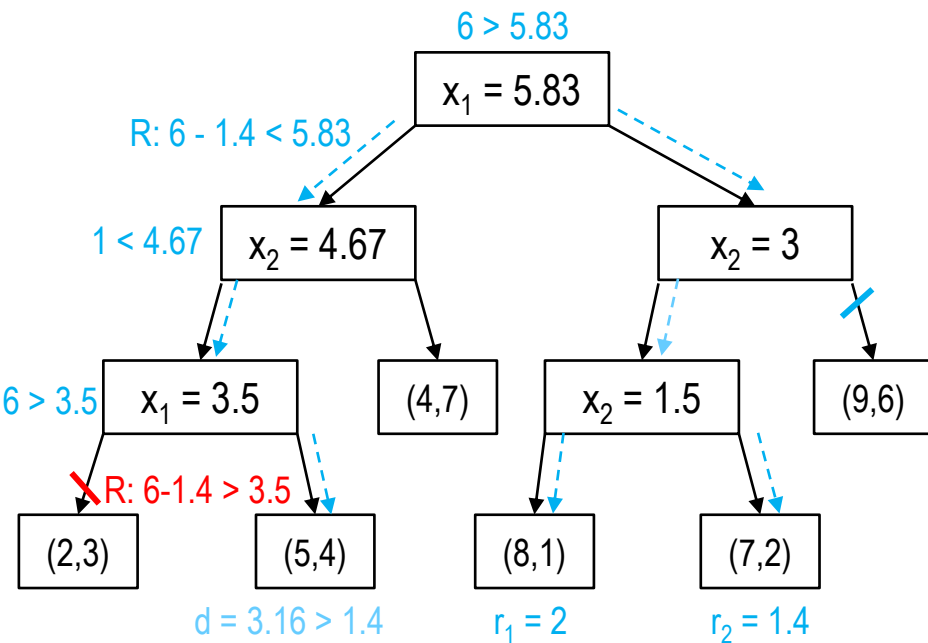 6 > 5.83
x₁ = 5.83
R: 6 - 1.4 < 5.83
1 < 4.67
x₂ = 4.67
x₂ = 3
6 > 3.5
x₁ = 3.5
(4,7)
x₂ = 1.5
(9,6)
R: 6-1.4 > 3.5
(2,3)
(5,4)
(8,1)
(7,2)
d = 3.16 > 1.4
r₁ = 2
r₂ = 1.4